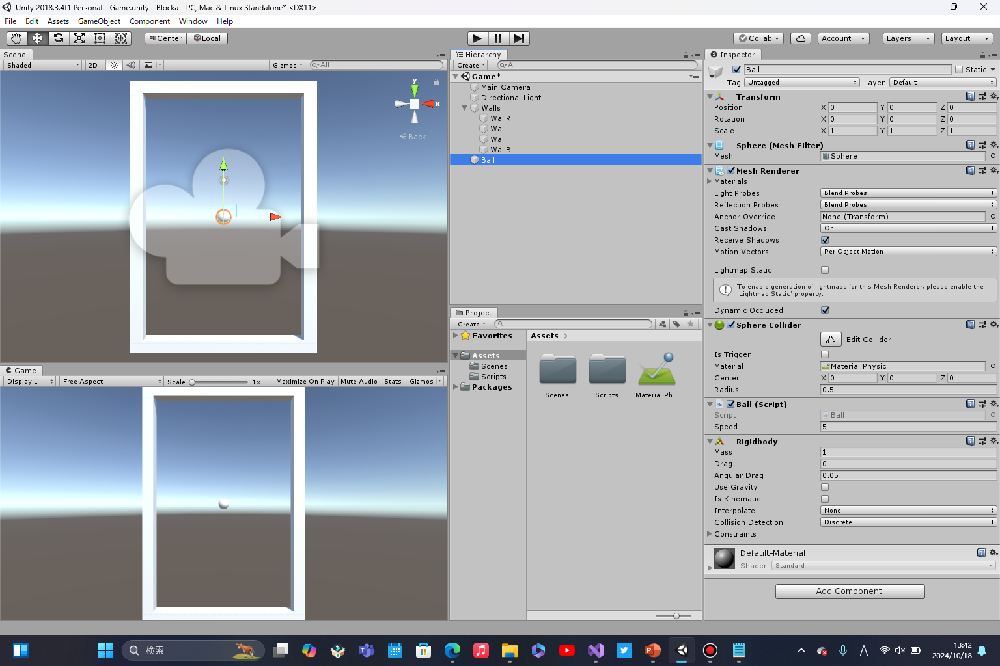 Unity 2018.3.4f1 Personal - Game.unity - Blocka - PC, Mac & Linux Standalone* <DX11>
File Edit Assets GameObject Component Window Help
Center Local
Collab Account Layers Layout
Scene
Shaded 2D Gizmos All
y
x
Back
Game
Display 1 Free Aspect Scale 1x Maximize On Play Mute Audio Stats Gizmos
Hierarchy
Create All
Game*
Main Camera
Directional Light
Walls
WallR
WallL
WallT
WallB
Ball
Project
Create
Favorites
Assets
Scenes
Scripts
Packages
Assets
Scenes Scripts Material Ph...
Inspector
Ball Static
Tag Untagged Layer Default
Transform
Position X 0 Y 0 Z 0
Rotation X 0 Y 0 Z 0
Scale X 1 Y 1 Z 1
Sphere (Mesh Filter)
Mesh Sphere
Mesh Renderer
Materials
Light Probes Blend Probes
Reflection Probes Blend Probes
Anchor Override None (Transform)
Cast Shadows On
Receive Shadows
Motion Vectors Per Object Motion
Lightmap Static
To enable generation of lightmaps for this Mesh Renderer, please enable the
'Lightmap Static' property.
Dynamic Occluded
Sphere Collider
Edit Collider
Is Trigger
Material Material Physic
Center X 0 Y 0 Z 0
Radius 0.5
Ball (Script)
Script Ball
Speed 5
Rigidbody
Mass 1
Drag 0
Angular Drag 0.05
Use Gravity
Is Kinematic
Interpolate None
Collision Detection Discrete
Constraints
Default-Material
Shader Standard
Add Component
検索
A
13:42
2024/10/18